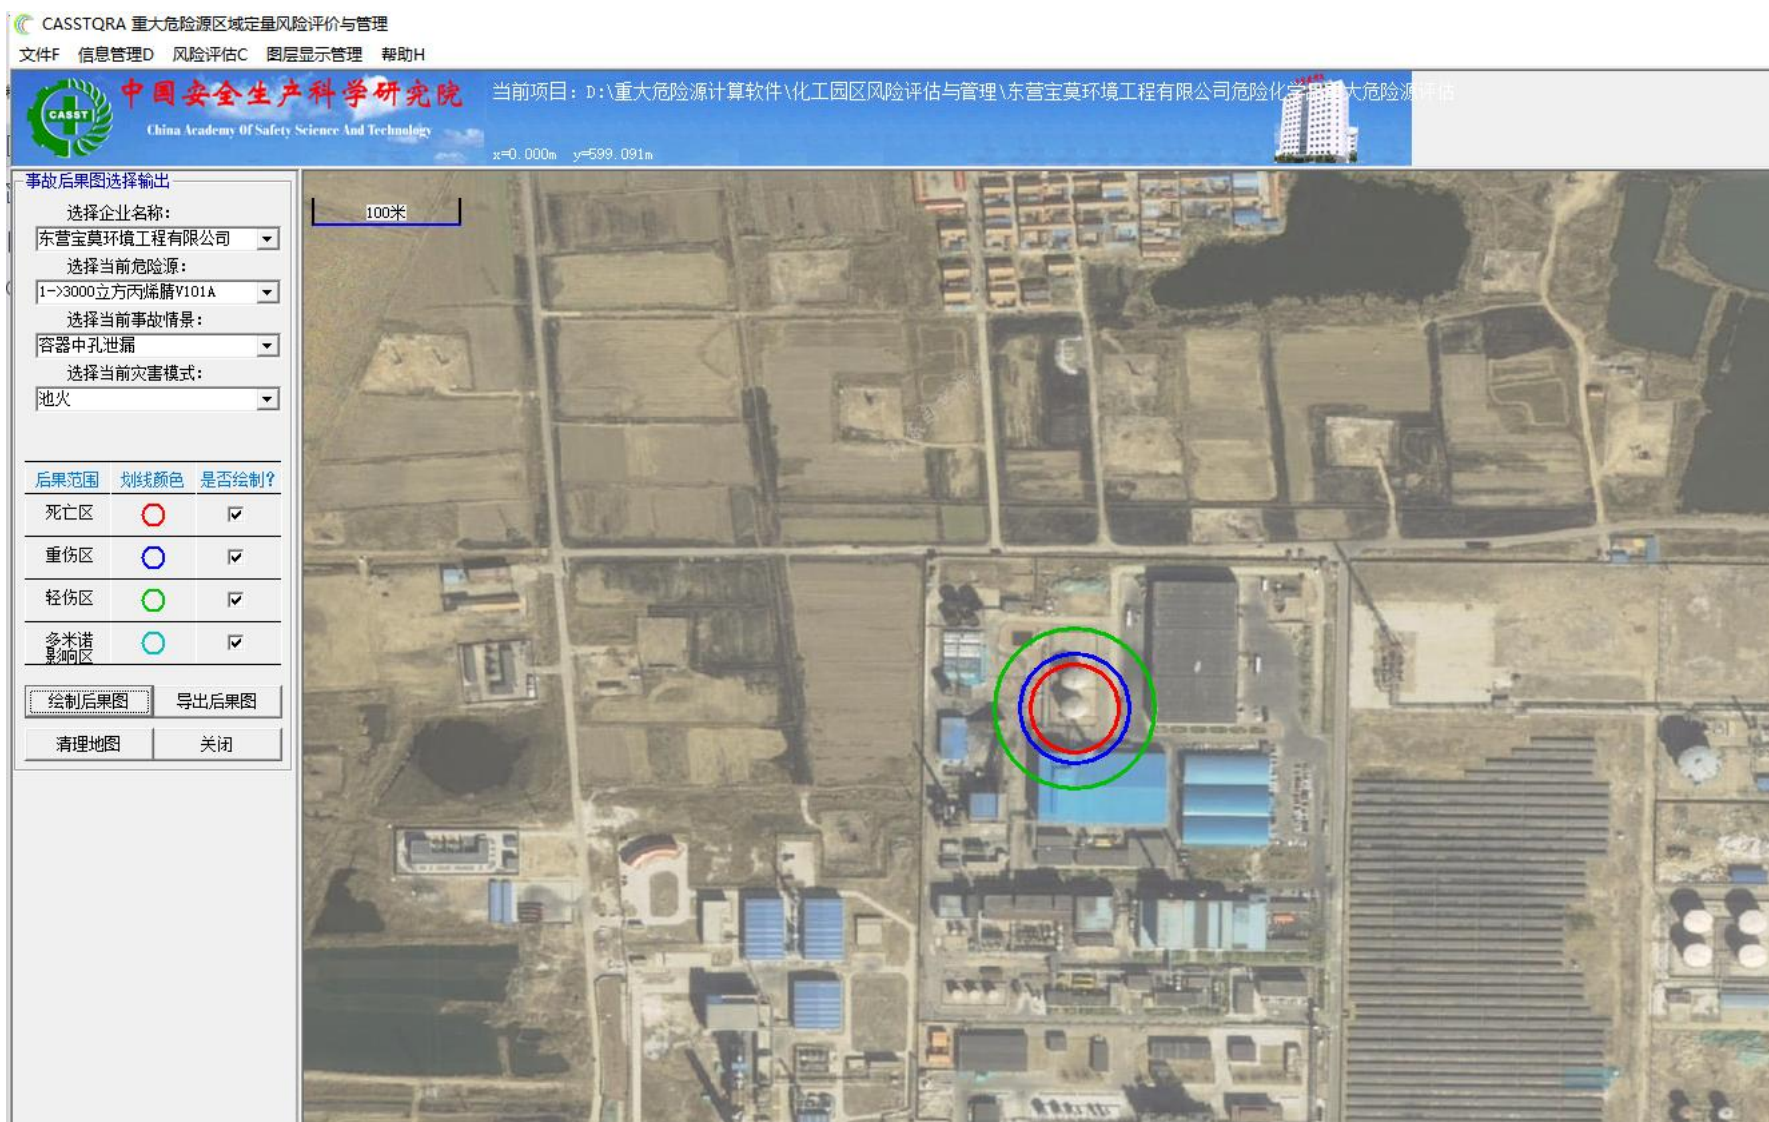 CASSTQRA 重大危险源区域定量风险评价与管理
文件F 信息管理D 风险评估C 图层显示管理 帮助H
CASST
中国安全生产科学研究院
China Academy Of Safety Science And Technology
当前项目：D:\重大危险源计算软件\化工园区风险评估与管理\东营宝莫环境工程有限公司危险化学品重大危险源评估
x=0.000m y=599.091m
事故后果图选择输出
选择企业名称：
东营宝莫环境工程有限公司
选择当前危险源：
1->3000立方丙烯腈V101A
选择当前事故情景：
容器中孔泄漏
选择当前灾害模式：
池火
后果范围 划线颜色 是否绘制?
死亡区
重伤区
轻伤区
多米诺
影响区
绘制后果图 导出后果图
清理地图 关闭
100米